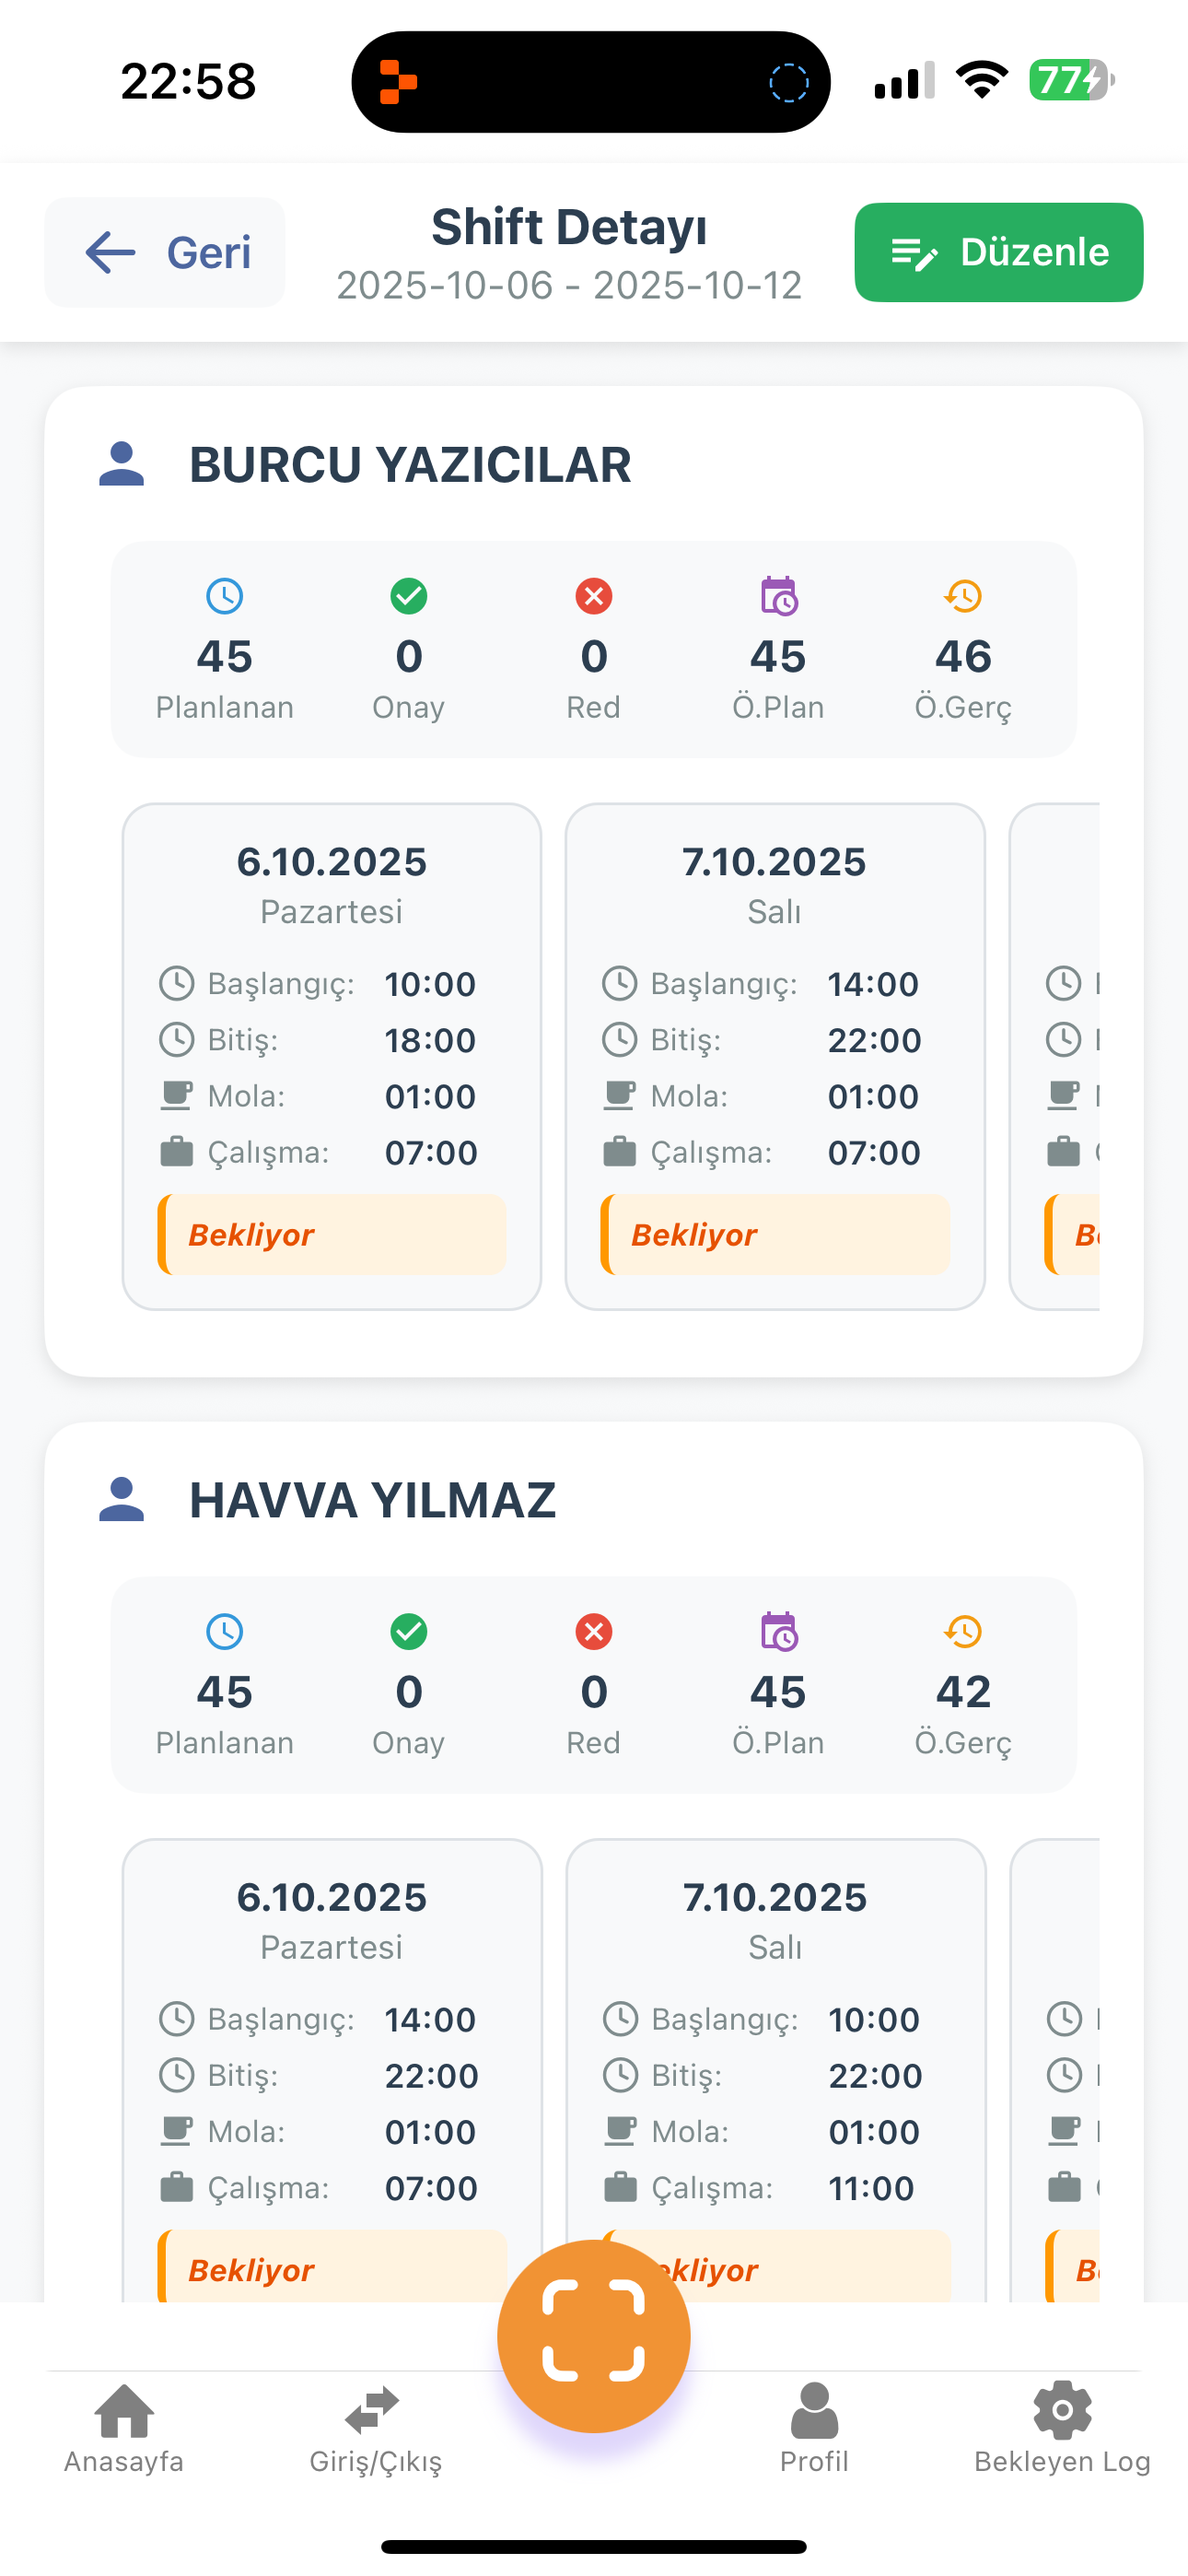 22:58
77
Geri
Shift Detayı
2025-10-06 - 2025-10-12
Düzenle
BURCU YAZICILAR
45 0 0 45 46
Planlanan Onay Red Ö.Plan Ö.Gerç
6.10.2025 7.10.2025
Pazartesi Salı
Başlangıç: 10:00 Başlangıç: 14:00
Bitiş: 18:00 Bitiş: 22:00
Mola: 01:00 Mola: 01:00
Çalışma: 07:00 Çalışma: 07:00
Bekliyor Bekliyor
HAVVA YILMAZ
45 0 0 45 42
Planlanan Onay Red Ö.Plan Ö.Gerç
6.10.2025 7.10.2025
Pazartesi Salı
Başlangıç: 14:00 Başlangıç: 10:00
Bitiş: 22:00 Bitiş: 22:00
Mola: 01:00 Mola: 01:00
Çalışma: 07:00 Çalışma: 11:00
Bekliyor ekliyor
Anasayfa Giriş/Çıkış Profil Bekleyen Log